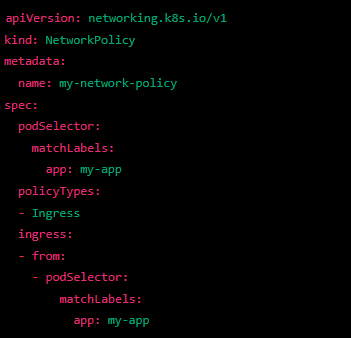 apiVersion: networking.k8s.io/v1
kind: NetworkPolicy
metadata:
  name: my-network-policy
spec:
  podSelector:
    matchLabels:
      app: my-app
  policyTypes:
  - Ingress
  ingress:
  - from:
    - podSelector:
        matchLabels:
          app: my-app